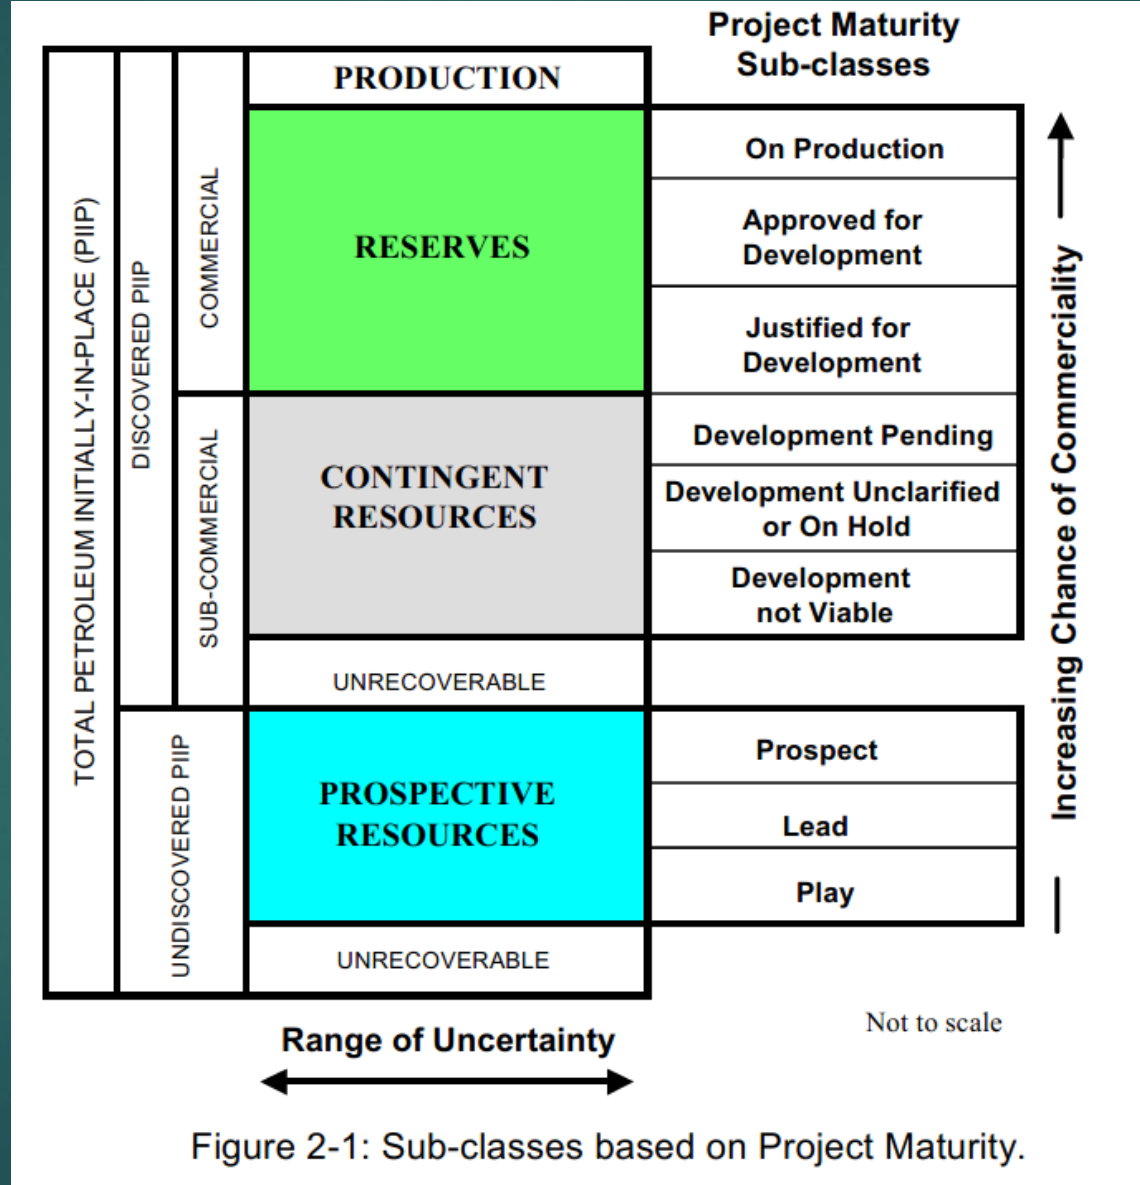 Project Maturity
Sub-classes
PRODUCTION
TOTAL PETROLEUM INITIALLY-IN-PLACE (PIIP)
DISCOVERED PIIP
COMMERCIAL
RESERVES
On Production
Approved for
Development
Justified for
Development
SUB-COMMERCIAL
CONTINGENT
RESOURCES
Development Pending
Development Unclarified
or On Hold
Development
not Viable
UNRECOVERABLE
UNDISCOVERED PIIP
PROSPECTIVE
RESOURCES
Prospect
Lead
Play
UNRECOVERABLE
Increasing Chance of Commerciality
Not to scale
Range of Uncertainty
Figure 2-1: Sub-classes based on Project Maturity.